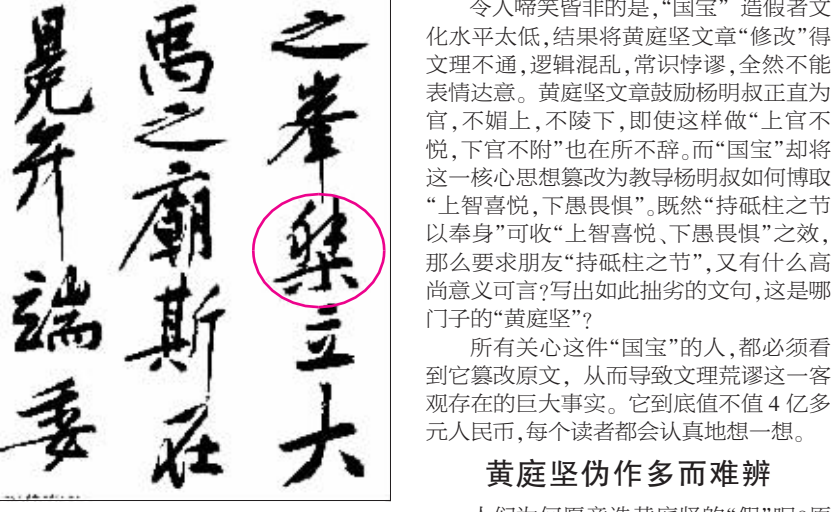 之峯桀立大
禹之廟斯在
冕弁端委
令人啼笑皆非的是,“国宝”造假者文
化水平太低,结果将黄庭坚文章“修改”得
文理不通,逻辑混乱,常识悖谬,全然不能
表情达意。黄庭坚文章鼓励杨明叔正直为
官,不媚上,不陵下,即使这样做“上官不
悦,下官不附”也在所不辞。而“国宝”却将
这一核心思想篡改为教导杨明叔如何博取
“上智喜悦,下愚畏惧”。既然“持砥柱之节
以奉身”可收“上智喜悦、下愚畏惧”之效,
那么要求朋友“持砥柱之节”,又有什么高
尚意义可言?写出如此拙劣的文句,这是哪
门子的“黄庭坚”?
所有关心这件“国宝”的人,都必须看
到它篡改原文，从而导致文理荒谬这一客
观存在的巨大事实。它到底值不值4亿多
元人民币,每个读者都会认真地想一想。
黄庭坚伪作多而难辨